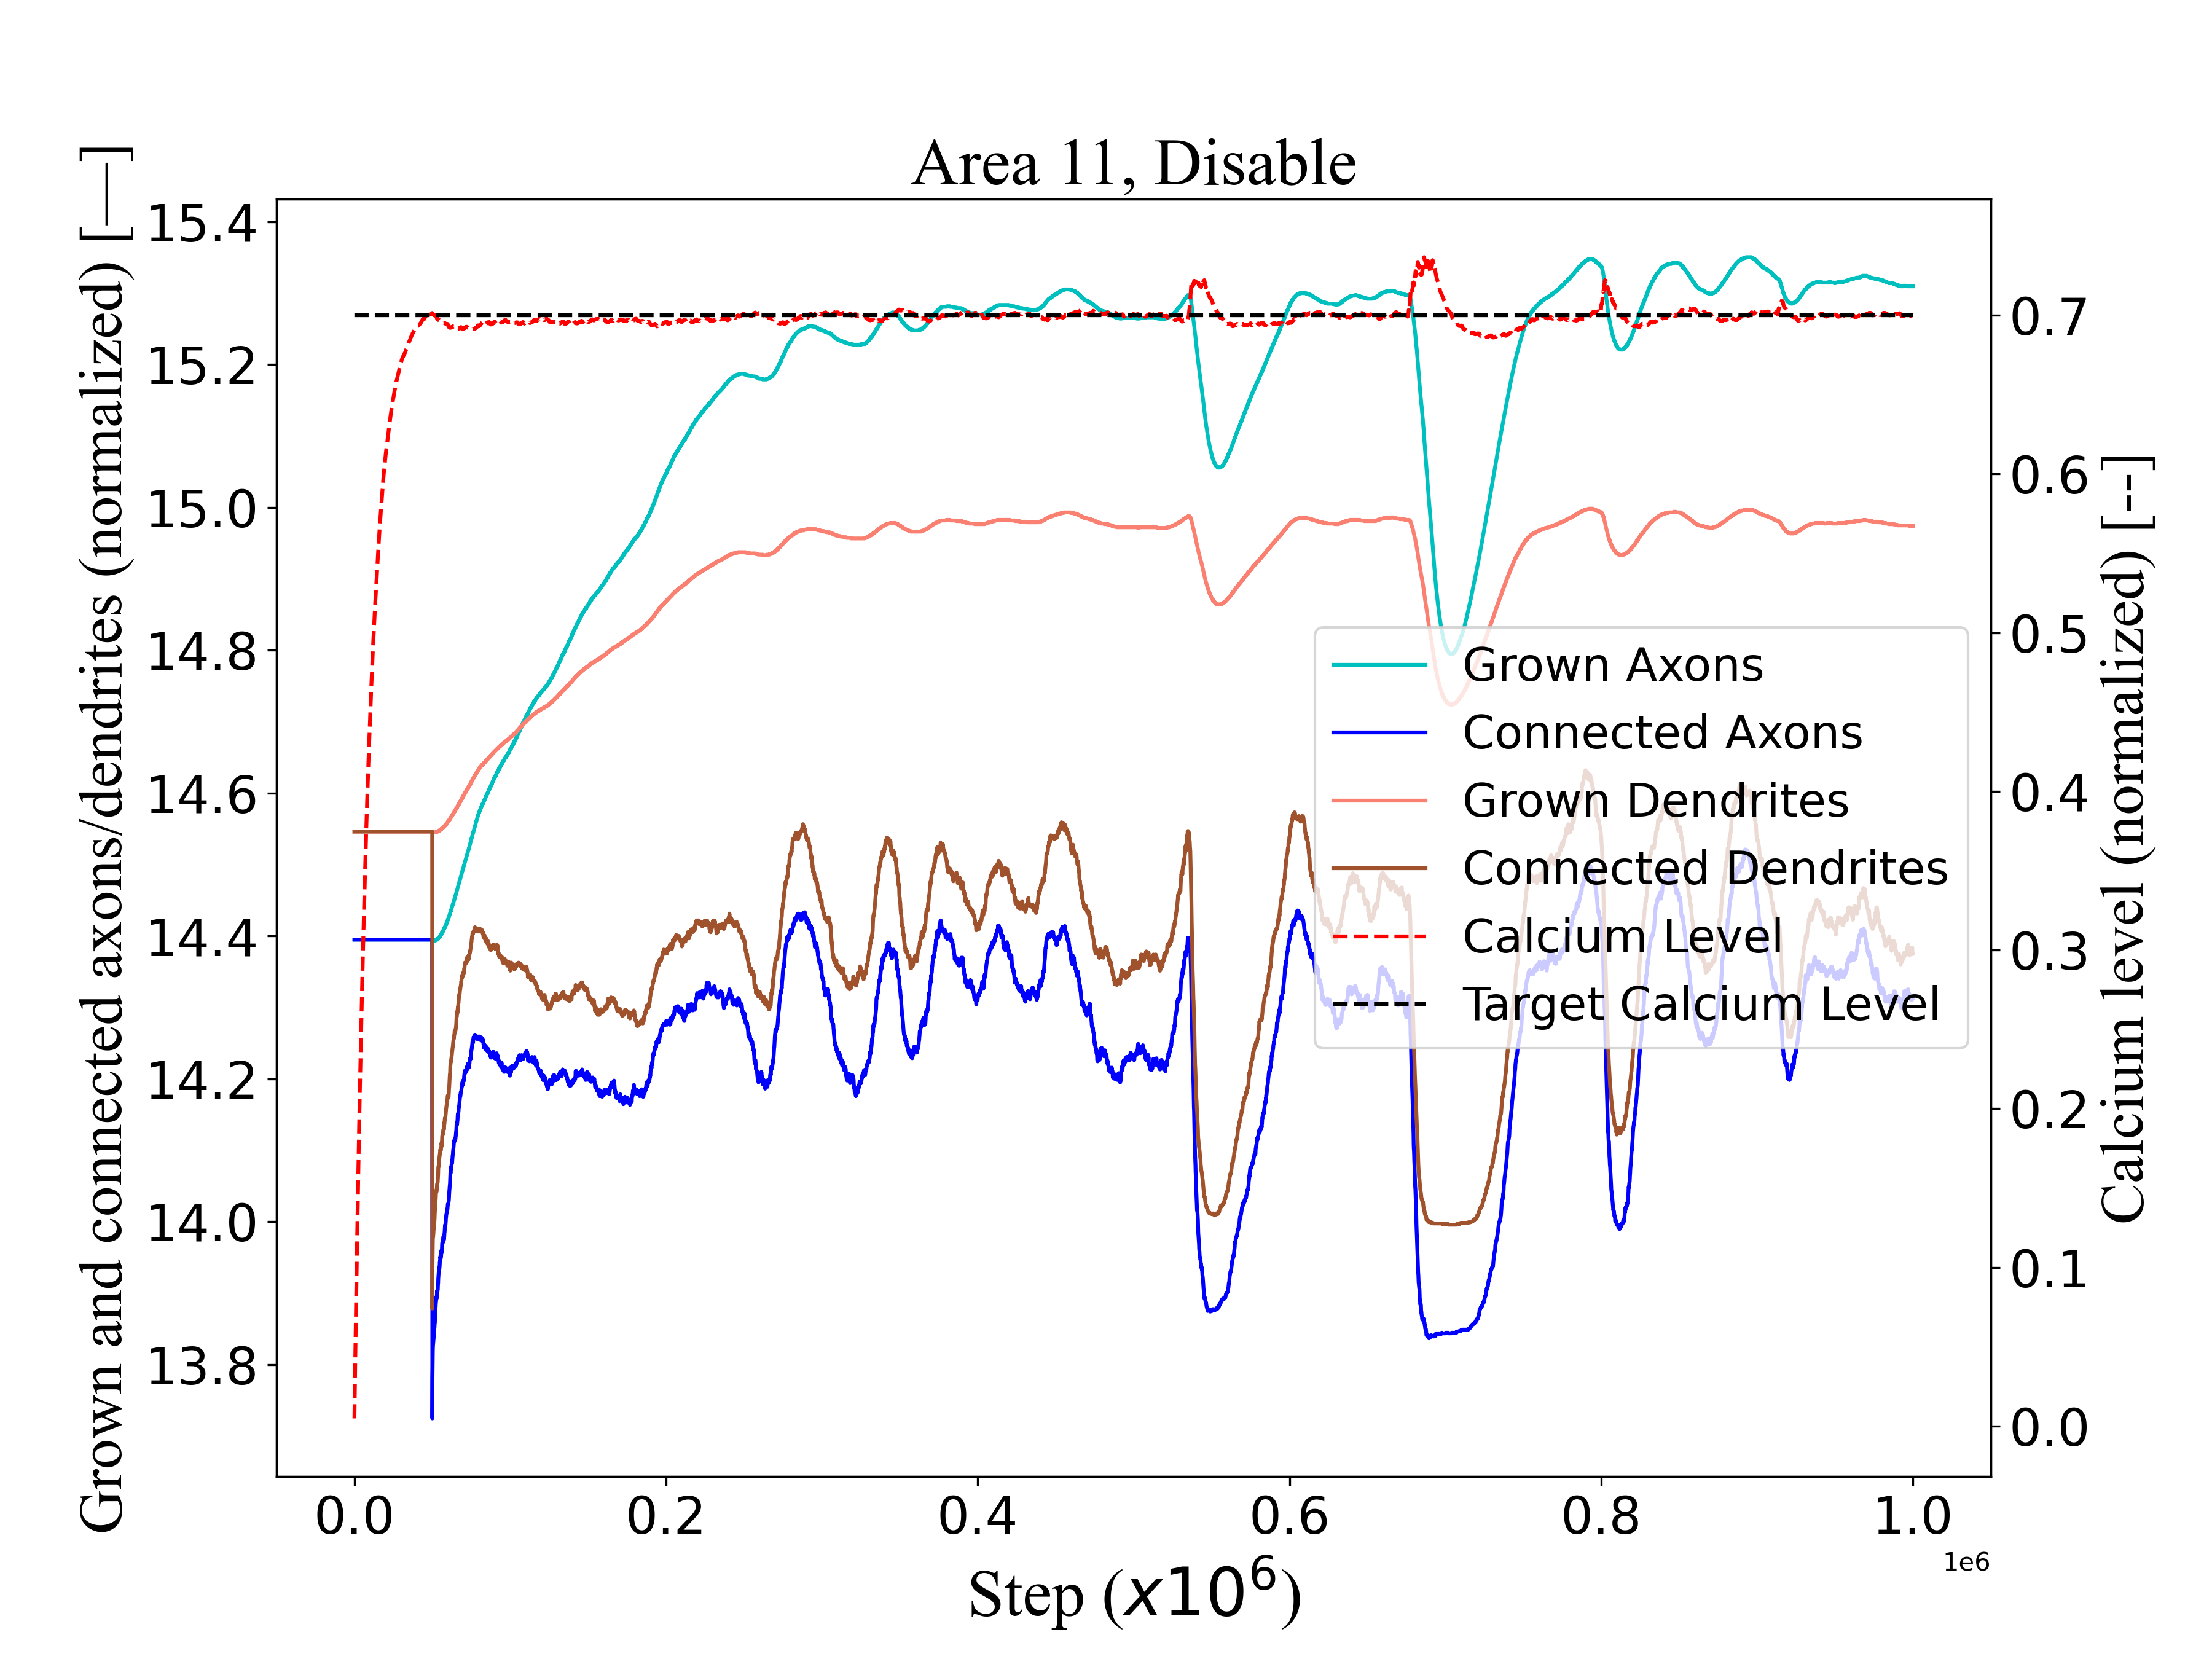 Area 11, Disable
Grown and connected axons/dendrites (normalized) [—]
15.4
15.2
15.0
14.8
14.6
14.4
14.2
14.0
13.8
Grown Axons
Connected Axons
Grown Dendrites
Connected Dendrites
Calcium Level
Target Calcium Level
0.7
0.6
0.5
0.4
0.3
0.2
0.1
0.0
Calcium level (normalized) [--]
0.0 0.2 0.4 0.6 0.8 1.0
1e6
Step (x10⁶)